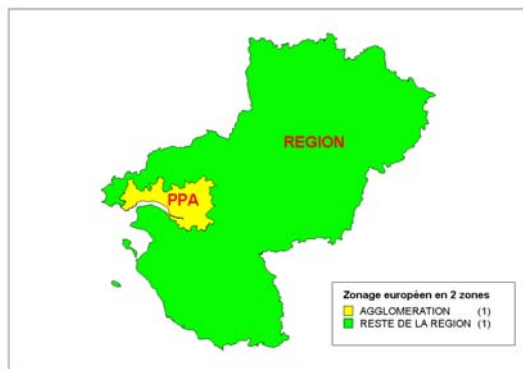 REGION
PPA
Zonage européen en 2 zones
AGGLOMERATION (1)
RESTE DE LA REGION (1)